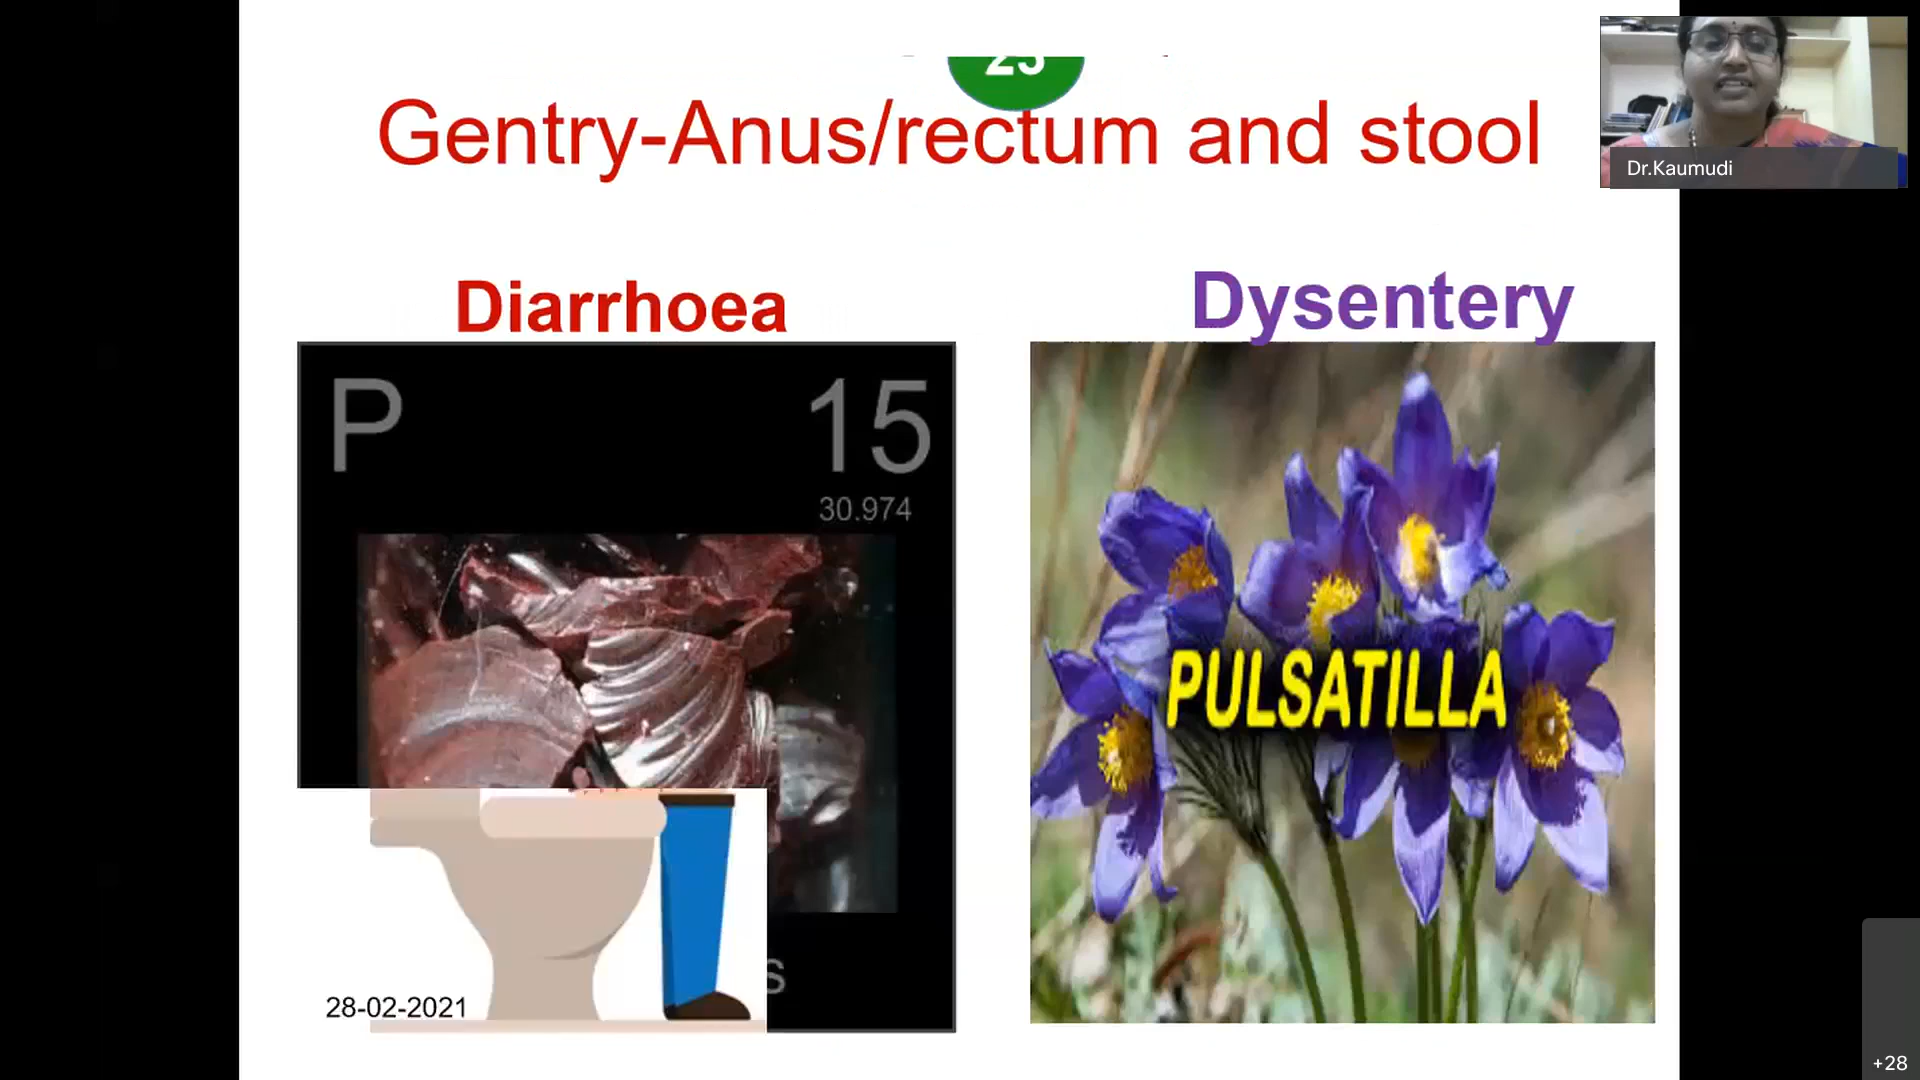 Gentry-Anus/rectum and stool
Dr.Kaumudi
Diarrhoea
Dysentery
P
15
30.974
PULSATILLA
s
28-02-2021
+28